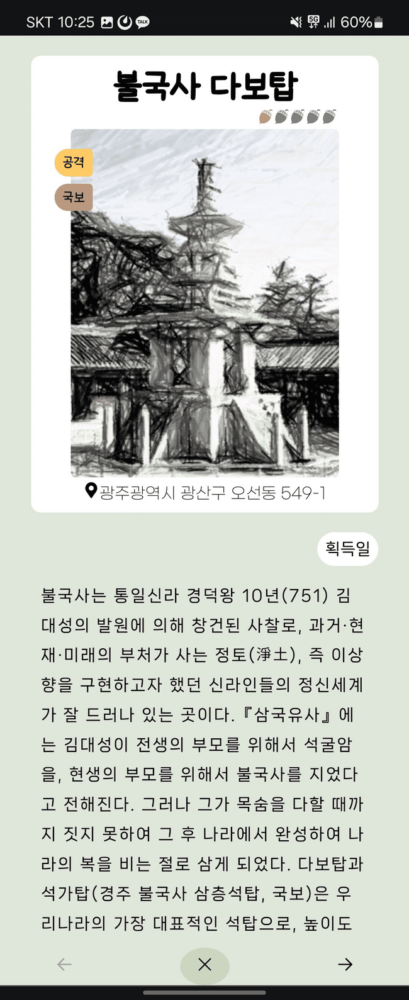 SKT 10:25 TALK 5G 60%
불국사 다보탑
공격
국보
광주광역시 광산구 오선동 549-1
획득일
불국사는 통일신라 경덕왕 10년(751) 김
대성의 발원에 의해 창건된 사찰로, 과거·현
재·미래의 부처가 사는 정토(淨土), 즉 이상
향을 구현하고자 했던 신라인들의 정신세계
가 잘 드러나 있는 곳이다.『삼국유사』에
는 김대성이 전생의 부모를 위해서 석굴암
을, 현생의 부모를 위해서 불국사를 지었다
고 전해진다. 그러나 그가 목숨을 다할 때까
지 짓지 못하여 그 후 나라에서 완성하여 나
라의 복을 비는 절로 삼게 되었다. 다보탑과
석가탑(경주 불국사 삼층석탑, 국보)은 우
리나라의 가장 대표적인 석탑으로, 높이도